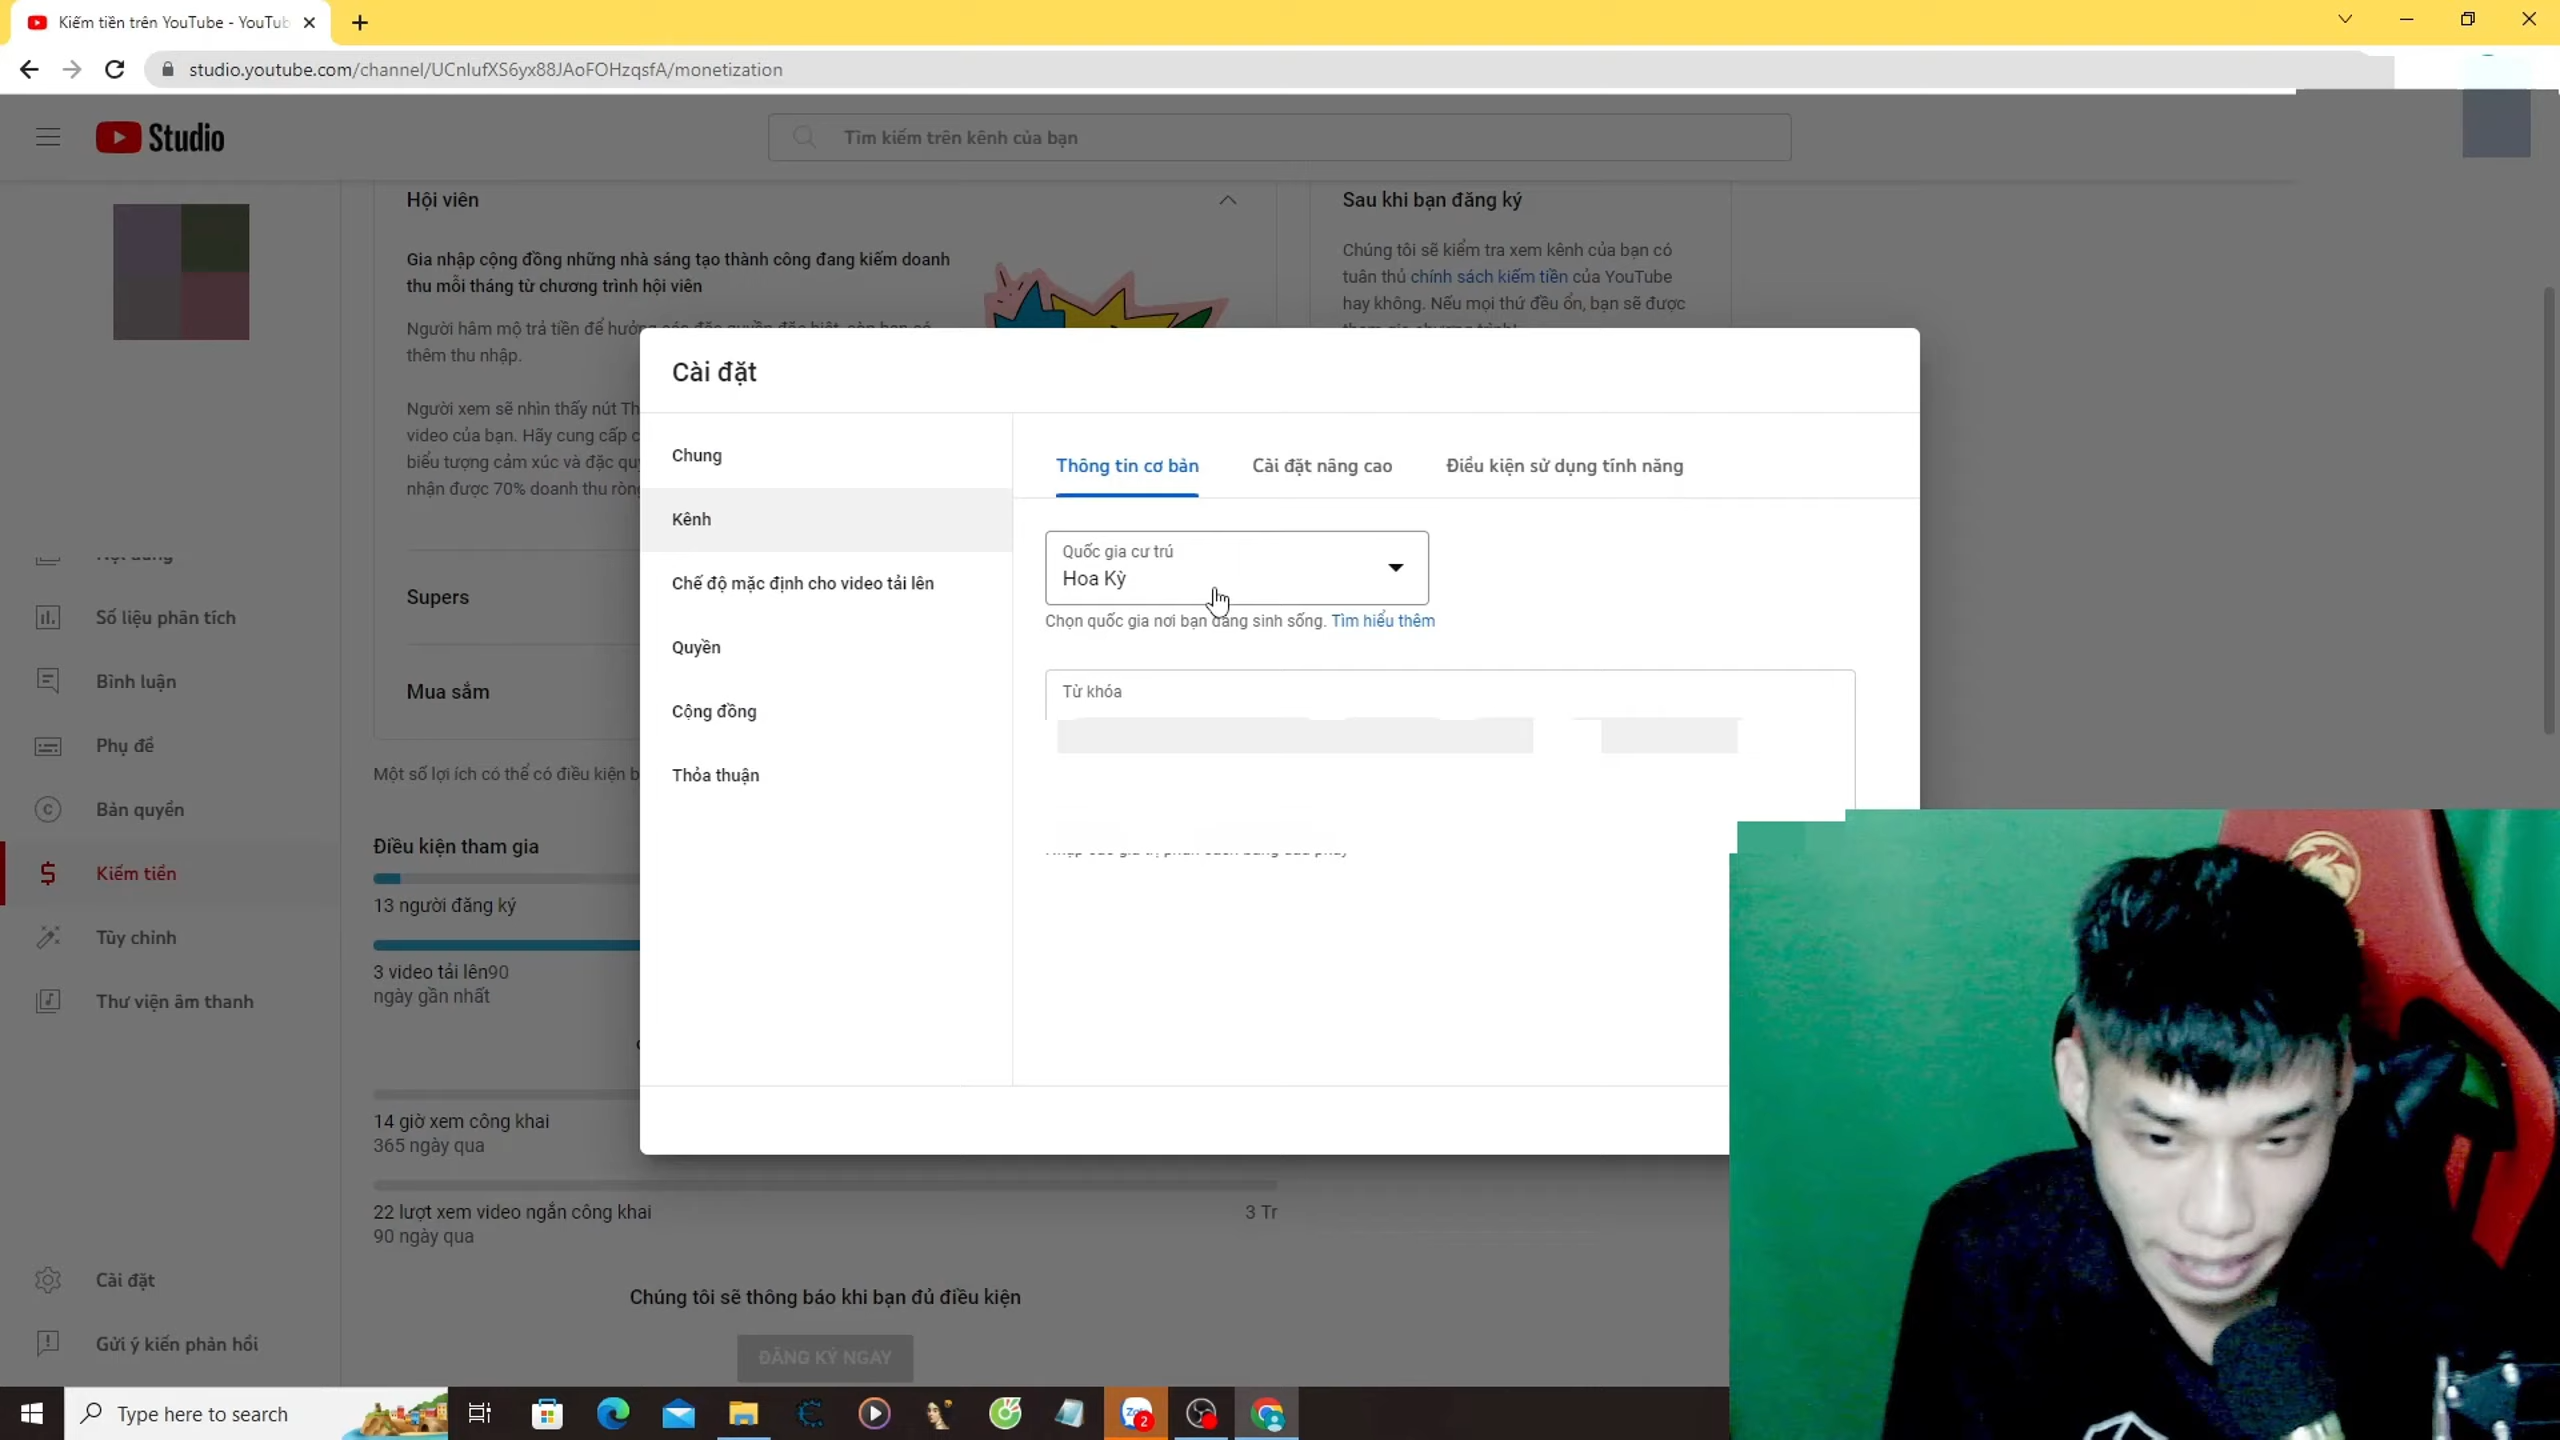 Kiếm tiền trên YouTube - YouTub
studio.youtube.com/channel/UCnlufXS6yx88JAoFOHzqsfA/monetization
Studio
Tìm kiếm trên kênh của bạn
Hội viên
Gia nhập cộng đồng những nhà sáng tạo thành công đang kiếm doanh
thu mỗi tháng từ chương trình hội viên
Người hâm mộ trả tiền để hưởng các đặc quyền đặc biệt, còn bạn có
thêm thu nhập.
Người xem sẽ nhìn thấy nút Th
video của bạn. Hãy cung cấp c
biểu tượng cảm xúc và đặc quy
nhận được 70% doanh thu ròng
Supers
Mua sắm
Một số lợi ích có thể có điều kiện b
Điều kiện tham gia
13 người đăng ký
3 video tải lên90
ngày gần nhất
14 giờ xem công khai
365 ngày qua
22 lượt xem video ngắn công khai
3 Tr
90 ngày qua
Chúng tôi sẽ thông báo khi bạn đủ điều kiện
ĐĂNG KÝ NGAY
Sau khi bạn đăng ký
Chúng tôi sẽ kiểm tra xem kênh của bạn có
tuân thủ chính sách kiếm tiền của YouTube
hay không. Nếu mọi thứ đều ổn, bạn sẽ được
Số liệu phân tích
Bình luận
Phụ đề
Bản quyền
Kiếm tiền
Tùy chỉnh
Thư viện âm thanh
Cài đặt
Gửi ý kiến phản hồi
Cài đặt
Chung
Kênh
Chế độ mặc định cho video tải lên
Quyền
Cộng đồng
Thỏa thuận
Thông tin cơ bản
Cài đặt nâng cao
Điều kiện sử dụng tính năng
Quốc gia cư trú
Hoa Kỳ
Chọn quốc gia nơi bạn đang sinh sống. Tìm hiểu thêm
Từ khóa
Type here to search
2